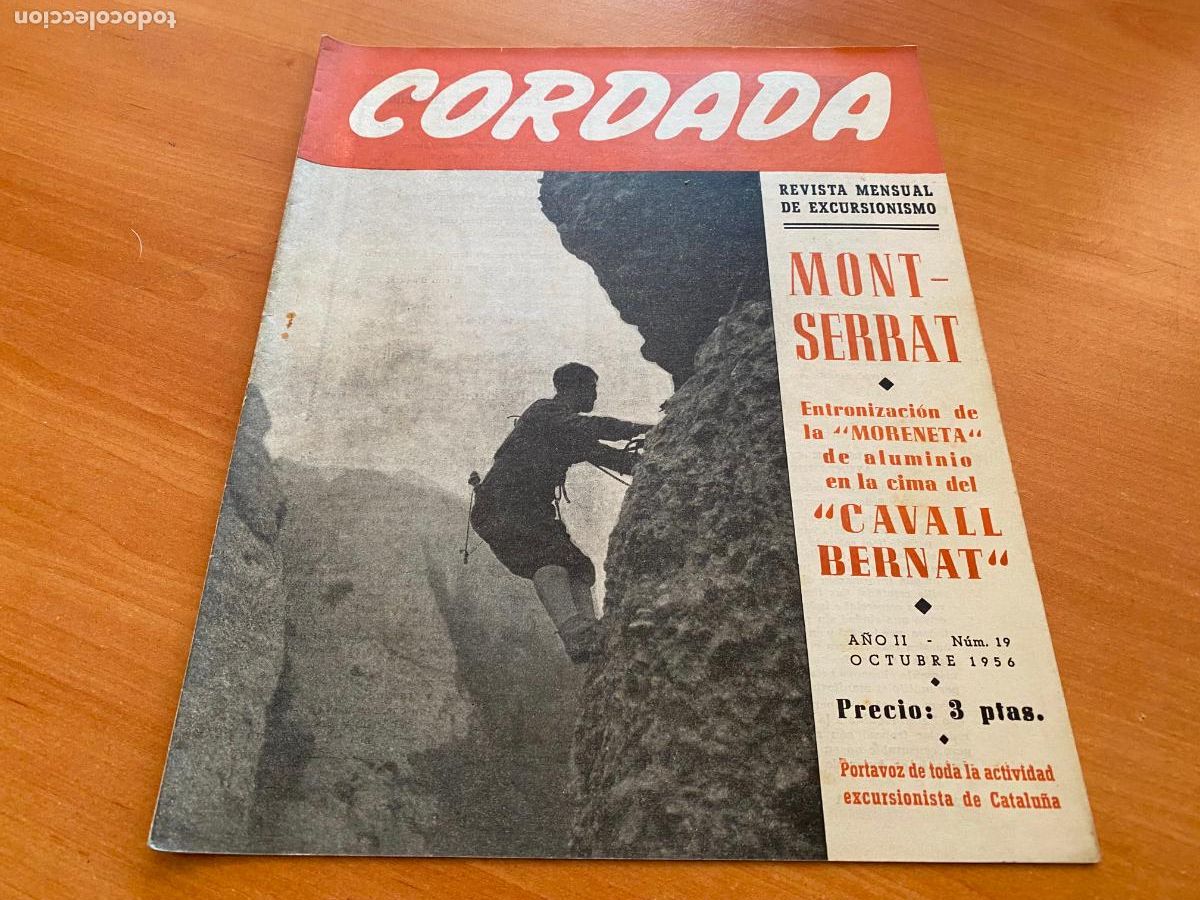 todocoleccion
CORDADA
REVISTA MENSUAL
DE EXCURSIONISMO
MONT-
SERRAT
Entronización de
la "MORENETA"
de aluminio
en la cima del
"CAVALL
BERNAT"
AÑO II - Núm. 19
OCTUBRE 1956
Precio: 3 ptas.
Portavoz de toda la actividad
excursionista de Cataluña